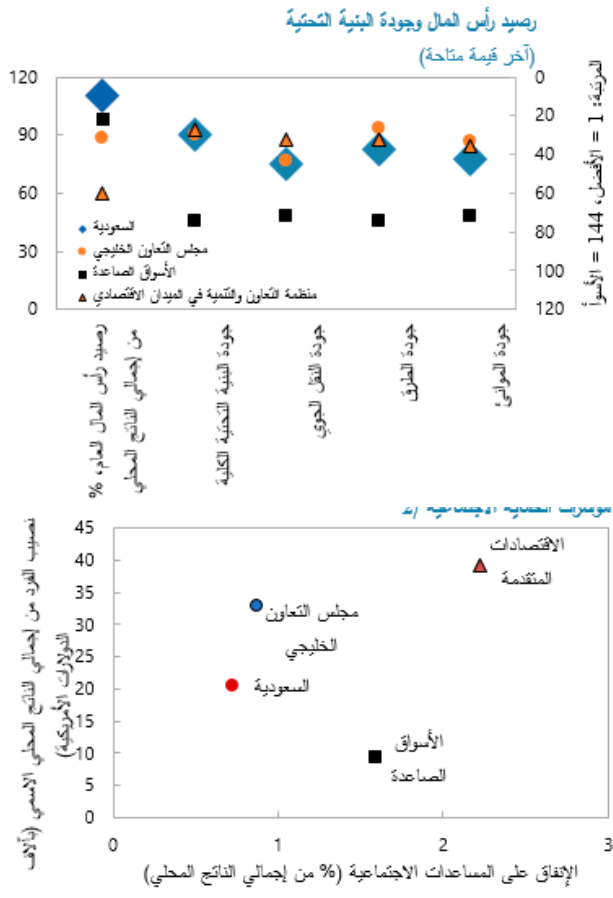 رصيد رأس المال وجودة البنية التحتية
(آخر قيمة متاحة)
120
90
60
30
0
0
20
40
60
80
100
120
المرتبة: 1 = الأفضل، 144 = الأسوأ
السعودية
مجلس التعاون الخليجي
الأسواق الصاعدة
منظمة التعاون والتنمية في الميدان الاقتصادي
رصيد رأس المال العام، %
من إجمالي الناتج المحلي
جودة البنية التحتية الكلية
جودة النقل الجوي
جودة الطرق
جودة الموانئ
مؤشرات الحماية الاجتماعية /2
نصيب الفرد من إجمالي الناتج المحلي الاسمي (بآلاف
الدولارات الأمريكية)
45
40
35
30
25
20
15
10
5
0
الاقتصادات
المتقدمة
مجلس التعاون
الخليجي
السعودية
الأسواق
الصاعدة
0
1
2
3
الإنفاق على المساعدات الاجتماعية (% من إجمالي الناتج المحلي)